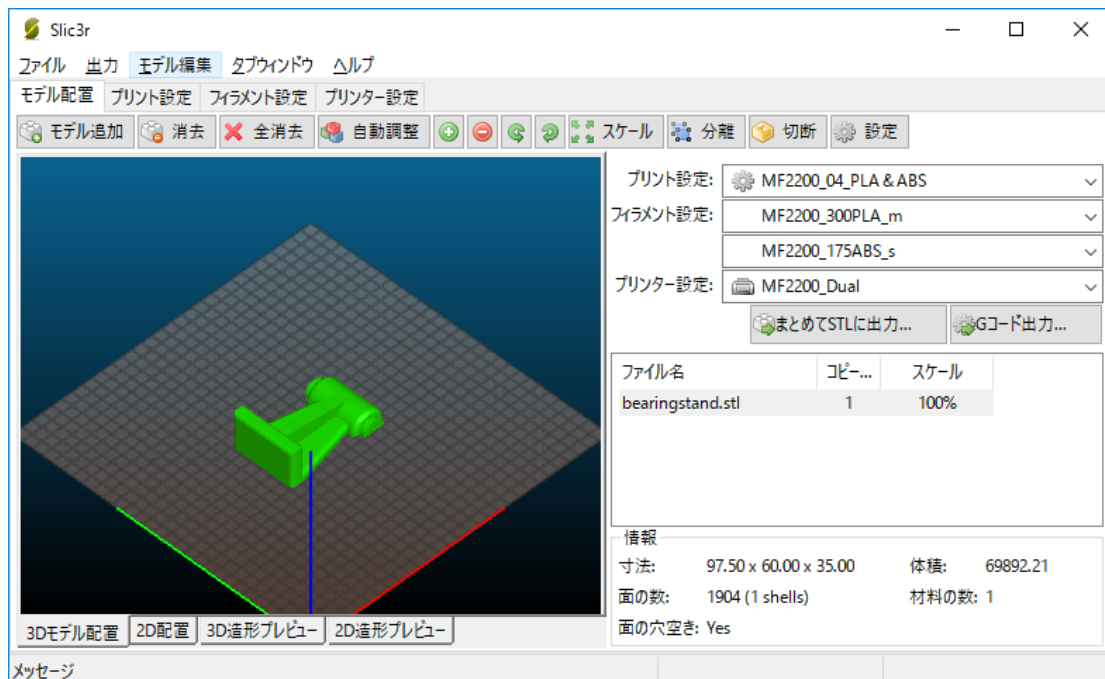 Slic3r
ファイル 出力 モデル編集 タブウィンドウ ヘルプ
モデル配置 プリント設定 フィラメント設定 プリンター設定
モデル追加 消去 全消去 自動調整 スケール 分離 切断 設定
プリント設定: MF2200_04_PLA & ABS
フィラメント設定: MF2200_300PLA_m
MF2200_175ABS_s
プリンター設定: MF2200_Dual
まとめてSTLに出力... Gコード出力...
ファイル名 コピー... スケール
bearingstand.stl 1 100%
情報
寸法: 97.50 x 60.00 x 35.00 体積: 69892.21
面の数: 1904 (1 shells) 材料の数: 1
面の穴空き: Yes
3Dモデル配置 2D配置 3D造形プレビュー 2D造形プレビュー
メッセージ